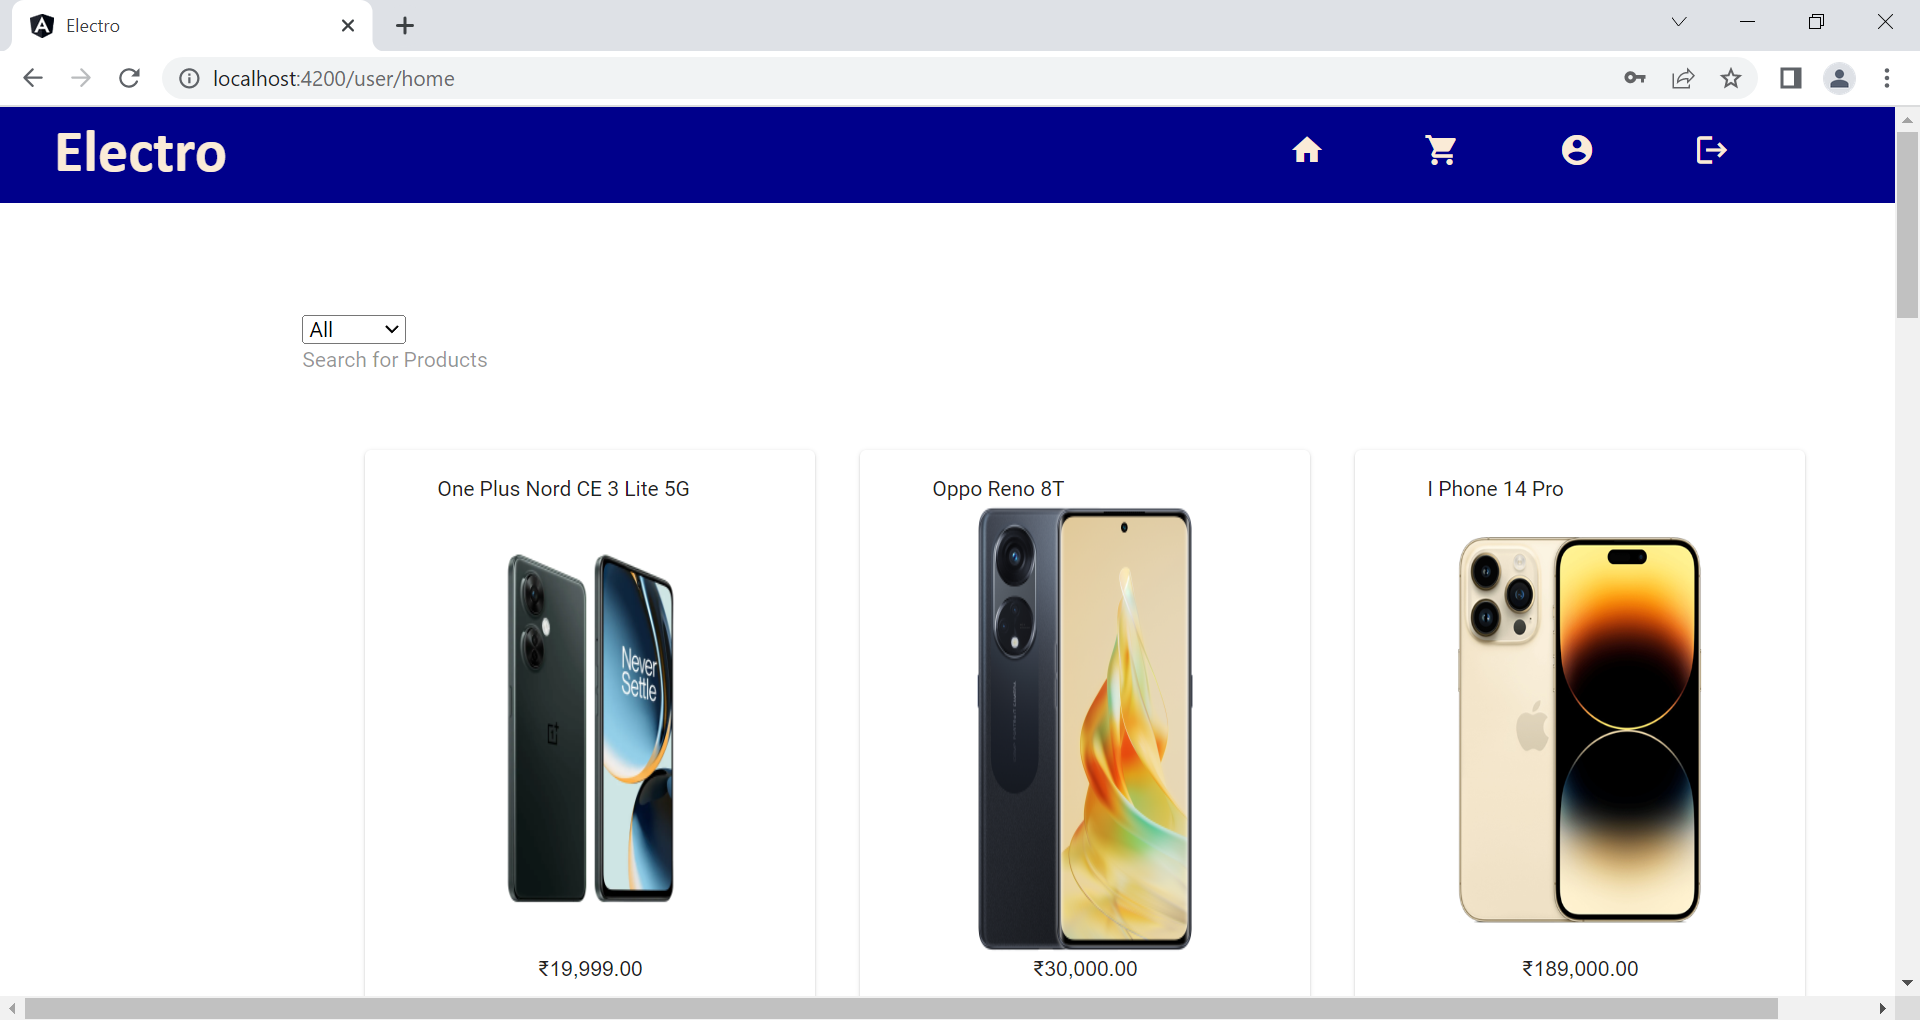 Electro
localhost:4200/user/home
Electro
All
Search for Products
One Plus Nord CE 3 Lite 5G
Oppo Reno 8T
I Phone 14 Pro
Never
Settle
₹19,999.00
₹30,000.00
₹189,000.00